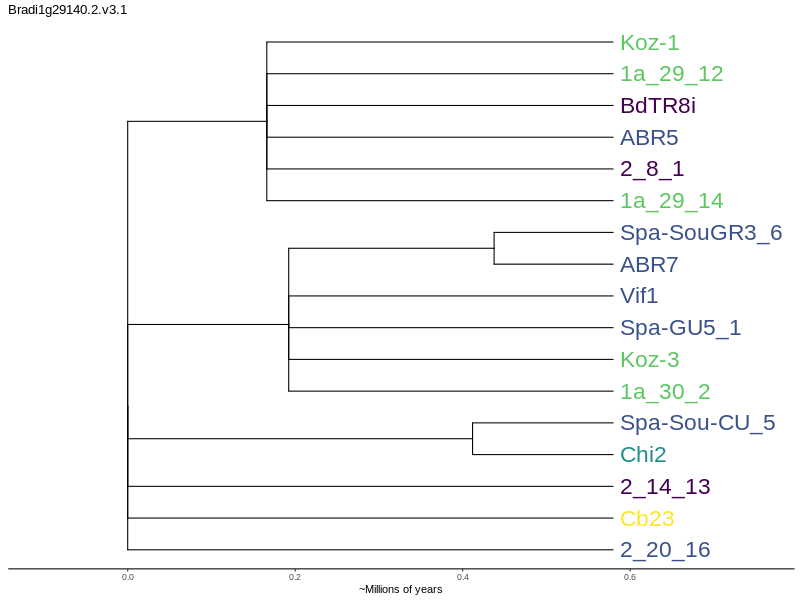 Bradi1g29140.2.v3.1
Koz-1
1a_29_12
BdTR8i
ABR5
2_8_1
1a_29_14
Spa-SouGR3_6
ABR7
Vif1
Spa-GU5_1
Koz-3
1a_30_2
Spa-Sou-CU_5
Chi2
2_14_13
Cb23
2_20_16
0.0 0.2 0.4 0.6
~Millions of years